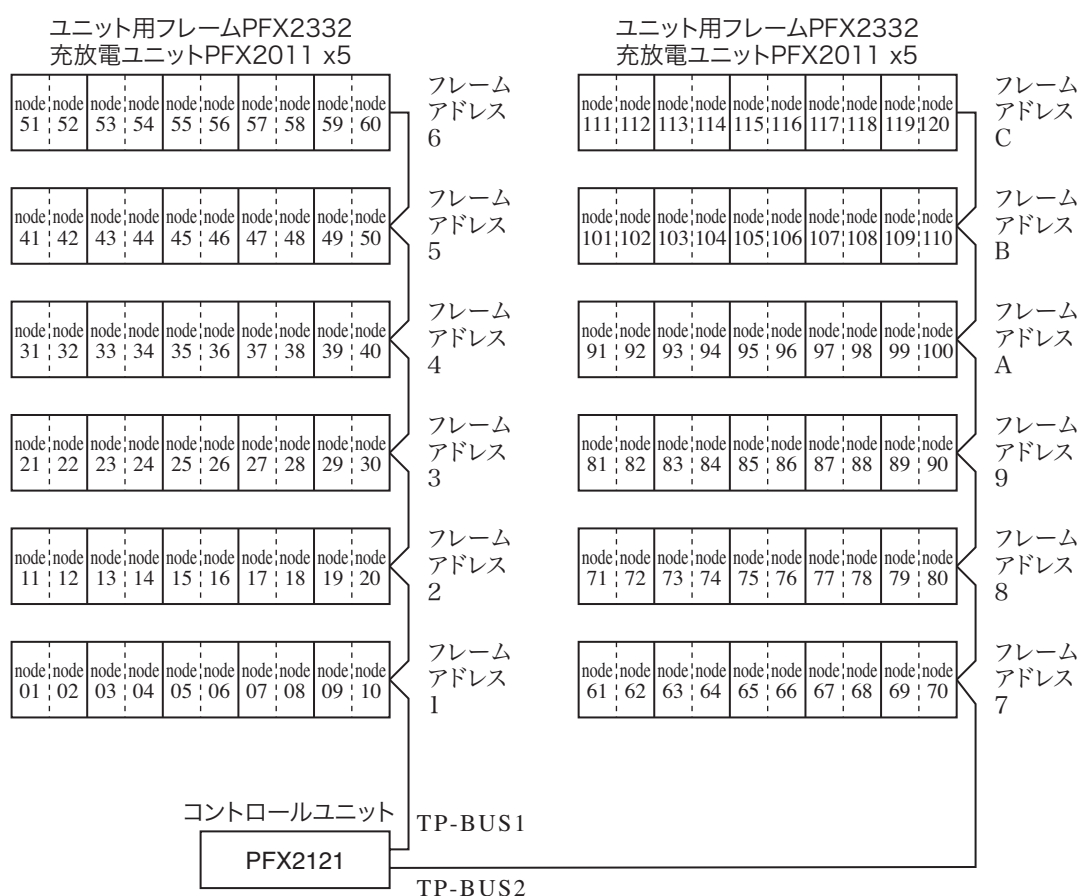 ユニット用フレームPFX2332
充放電ユニットPFX2011 x5
node node node node node node node node node node
51 52 53 54 55 56 57 58 59 60
フレーム
アドレス
6
node node node node node node node node node node
41 42 43 44 45 46 47 48 49 50
フレーム
アドレス
5
node node node node node node node node node node
31 32 33 34 35 36 37 38 39 40
フレーム
アドレス
4
node node node node node node node node node node
21 22 23 24 25 26 27 28 29 30
フレーム
アドレス
3
node node node node node node node node node node
11 12 13 14 15 16 17 18 19 20
フレーム
アドレス
2
node node node node node node node node node node
01 02 03 04 05 06 07 08 09 10
フレーム
アドレス
1
ユニット用フレームPFX2332
充放電ユニットPFX2011 x5
node node node node node node node node node node
111 112 113 114 115 116 117 118 119 120
フレーム
アドレス
C
node node node node node node node node node node
101 102 103 104 105 106 107 108 109 110
フレーム
アドレス
B
node node node node node node node node node node
91 92 93 94 95 96 97 98 99 100
フレーム
アドレス
A
node node node node node node node node node node
81 82 83 84 85 86 87 88 89 90
フレーム
アドレス
9
node node node node node node node node node node
71 72 73 74 75 76 77 78 79 80
フレーム
アドレス
8
node node node node node node node node node node
61 62 63 64 65 66 67 68 69 70
フレーム
アドレス
7
コントロールユニット
PFX2121
TP-BUS1
TP-BUS2